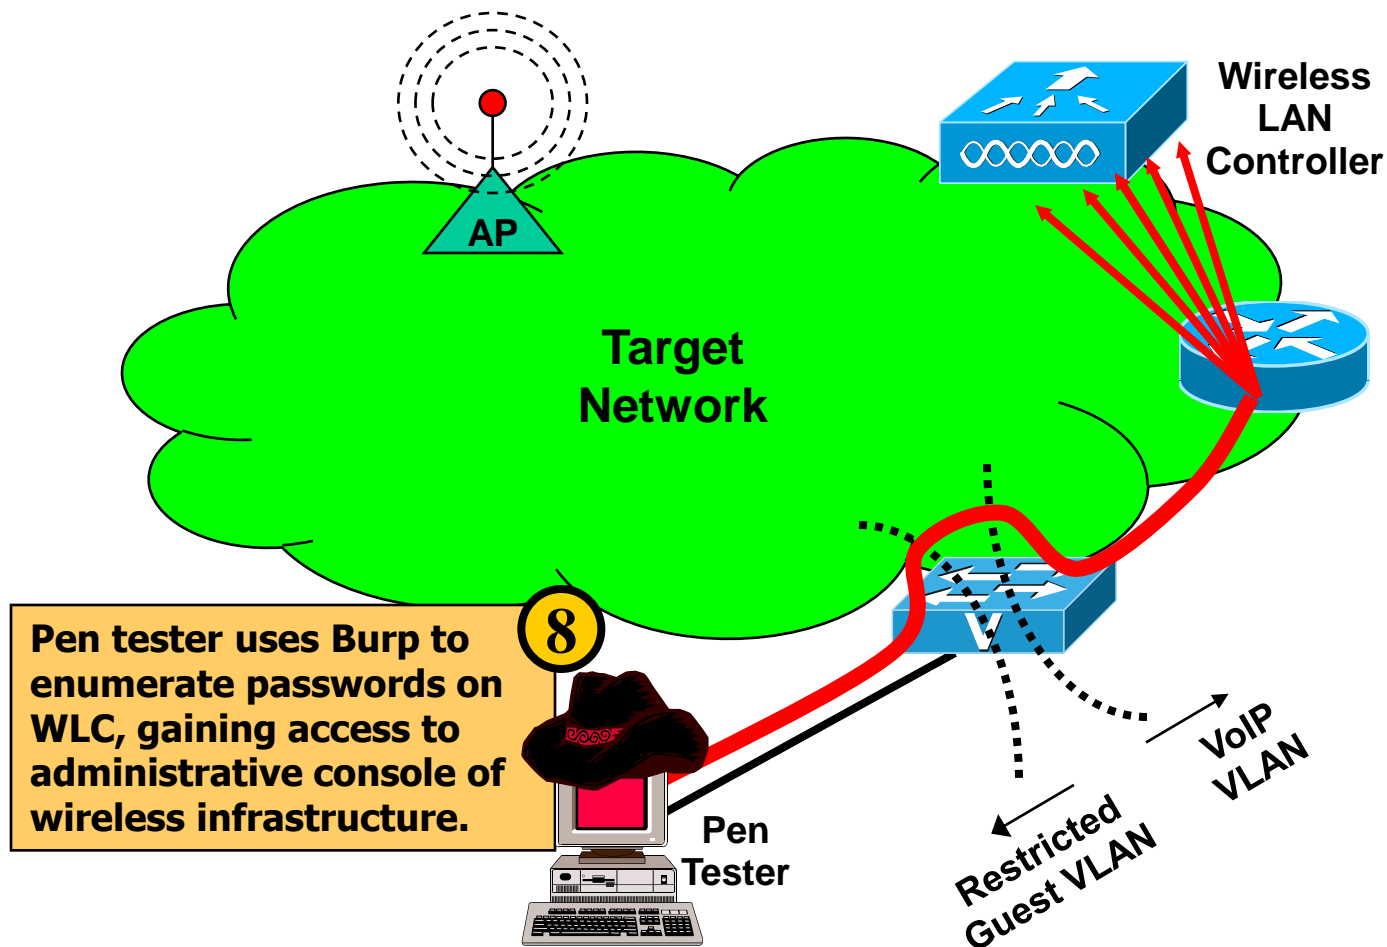 Wireless
LAN
Controller
AP
Target
Network
8
Pen tester uses Burp to
enumerate passwords on
WLC, gaining access to
administrative console of
wireless infrastructure.
V
VoIP
VLAN
Pen
Tester
Restricted
Guest VLAN